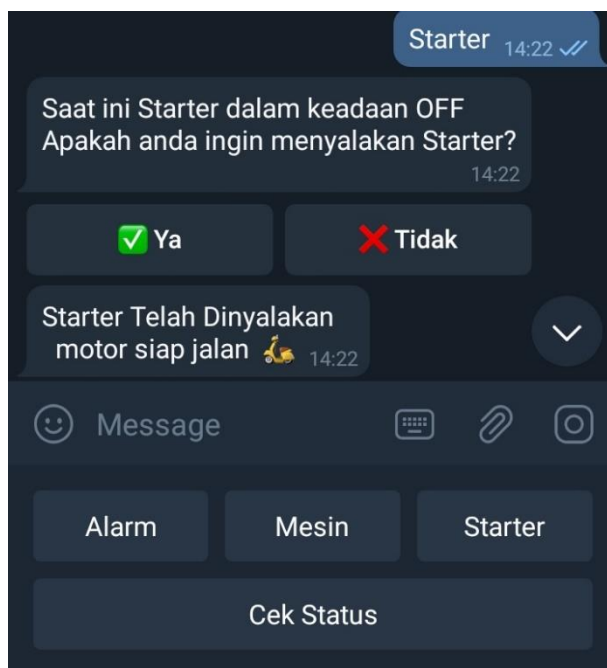 Starter 14:22
Saat ini Starter dalam keadaan OFF
Apakah anda ingin menyalakan Starter?
14:22
✅ Ya ❌ Tidak
Starter Telah Dinyalakan
motor siap jalan 🛵 14:22
Message
Alarm Mesin Starter
Cek Status